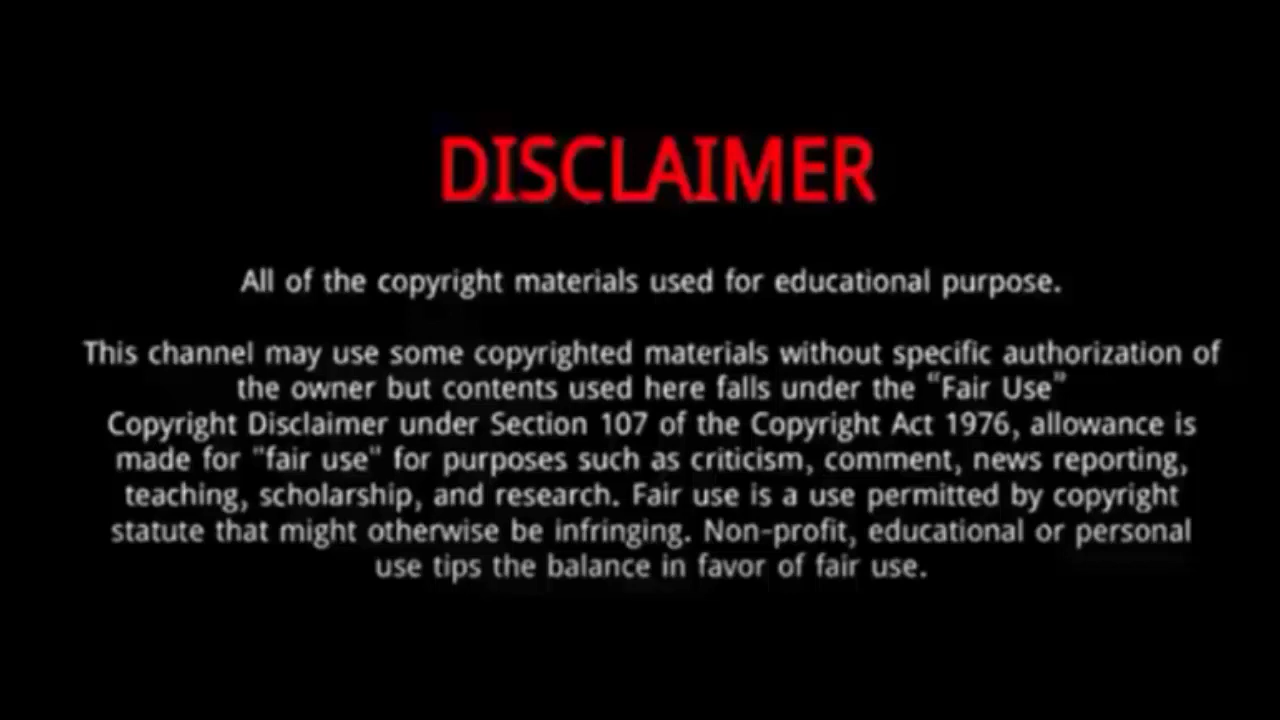 DISCLAIMER
All of the copyright materials used for educational purpose.
This channel may use some copyrighted materials without specific authorization of
the owner but contents used here falls under the “Fair Use”
Copyright Disclaimer under Section 107 of the Copyright Act 1976, allowance is
made for "fair use" for purposes such as criticism, comment, news reporting,
teaching, scholarship, and research. Fair use is a use permitted by copyright
statute that might otherwise be infringing. Non-profit, educational or personal
use tips the balance in favor of fair use.